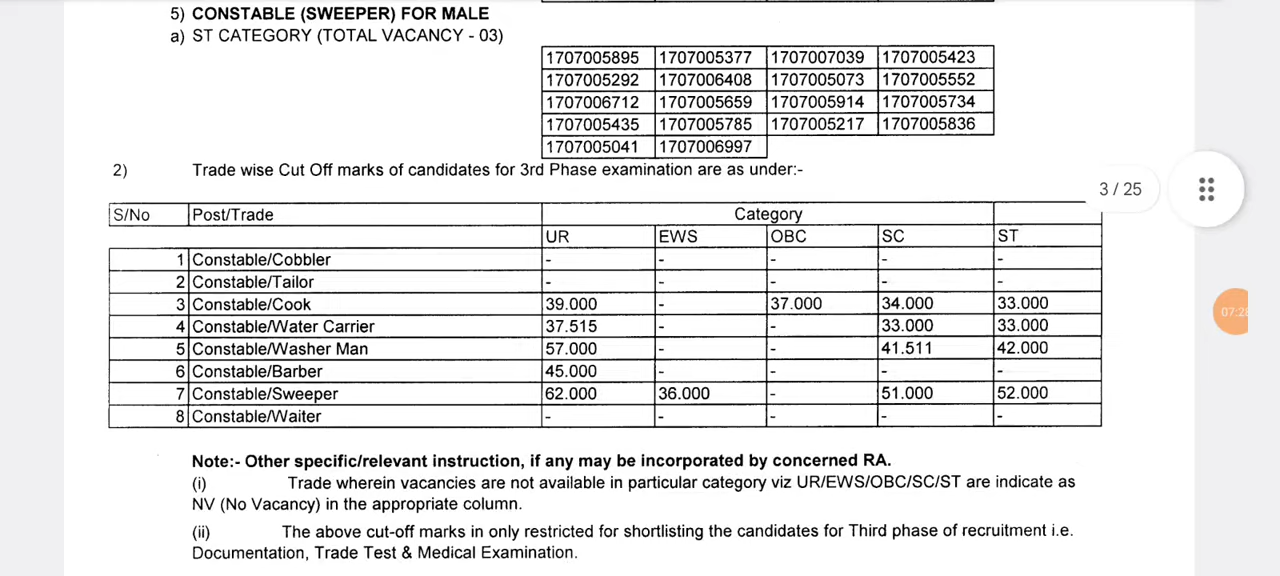 5) CONSTABLE (SWEEPER) FOR MALE
a) ST CATEGORY (TOTAL VACANCY - 03)
1707005895 1707005377 1707007039 1707005423
1707005292 1707006408 1707005073 1707005552
1707006712 1707005659 1707005914 1707005734
1707005435 1707005785 1707005217 1707005836
1707005041 1707006997
2) Trade wise Cut Off marks of candidates for 3rd Phase examination are as under:-
3 / 25
S/No Post/Trade Category
UR EWS OBC SC ST
1 Constable/Cobbler - - - - -
2 Constable/Tailor - - - - -
3 Constable/Cook 39.000 - 37.000 34.000 33.000
4 Constable/Water Carrier 37.515 - - 33.000 33.000
5 Constable/Washer Man 57.000 - - 41.511 42.000
6 Constable/Barber 45.000 - - - -
7 Constable/Sweeper 62.000 36.000 - 51.000 52.000
8 Constable/Waiter - - - - -
07:28
Note:- Other specific/relevant instruction, if any may be incorporated by concerned RA.
(i) Trade wherein vacancies are not available in particular category viz UR/EWS/OBC/SC/ST are indicate as
NV (No Vacancy) in the appropriate column.
(ii) The above cut-off marks in only restricted for shortlisting the candidates for Third phase of recruitment i.e.
Documentation, Trade Test & Medical Examination.